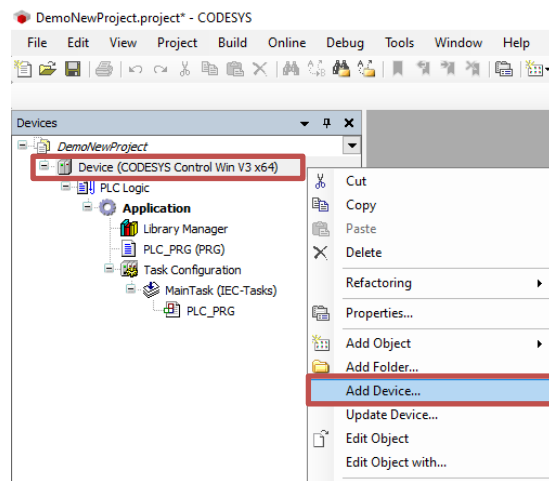 DemoNewProject.project* - CODESYS
File Edit View Project Build Online Debug Tools Window Help
Devices
DemoNewProject
Device (CODESYS Control Win V3 x64)
PLC Logic
Application
Library Manager
PLC_PRG (PRG)
Task Configuration
MainTask (IEC-Tasks)
PLC_PRG
Cut
Copy
Paste
Delete
Refactoring
Properties...
Add Object
Add Folder...
Add Device...
Update Device...
Edit Object
Edit Object with...